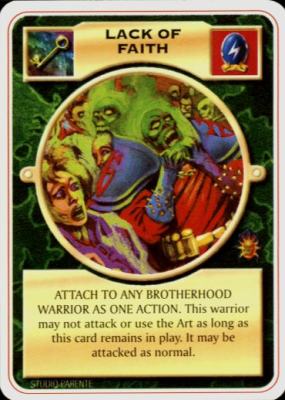 LACK OF
FAITH
ATTACH TO ANY BROTHERHOOD
WARRIOR AS ONE ACTION. This warrior
may not attack or use the Art as long as
this card remains in play. It may be
attacked as normal.
STUDIO PARENTE